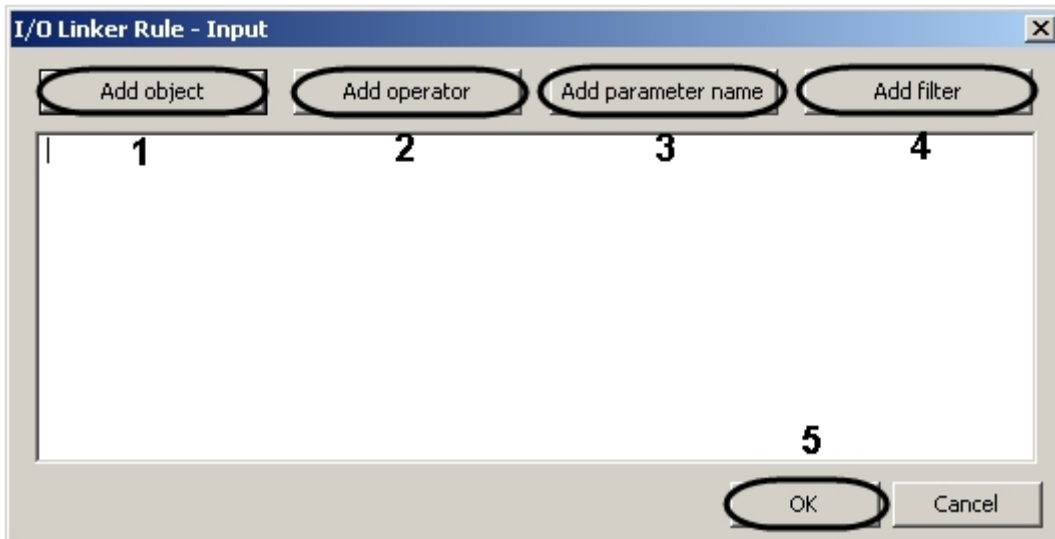 I/O Linker Rule - Input
Add object Add operator Add parameter name Add filter
1 2 3 4
5
OK Cancel